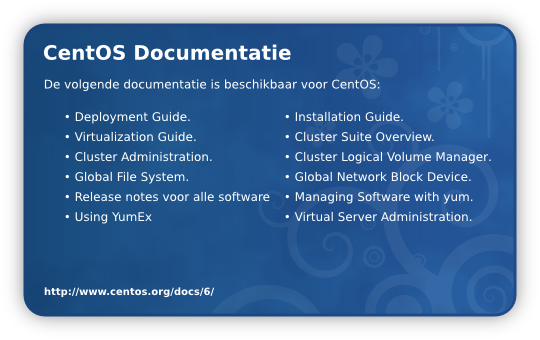 CentOS Documentatie
De volgende documentatie is beschikbaar voor CentOS:
• Deployment Guide.
• Virtualization Guide.
• Cluster Administration.
• Global File System.
• Release notes voor alle software
• Using YumEx
• Installation Guide.
• Cluster Suite Overview.
• Cluster Logical Volume Manager.
• Global Network Block Device.
• Managing Software with yum.
• Virtual Server Administration.
http://www.centos.org/docs/6/